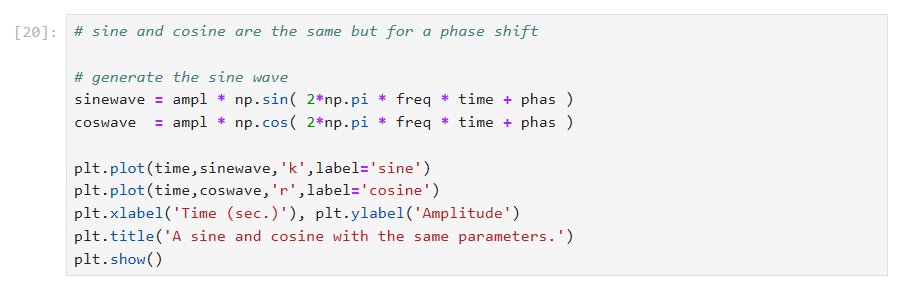 [20]: # sine and cosine are the same but for a phase shift
# generate the sine wave
sinewave = ampl * np.sin( 2*np.pi * freq * time + phas )
coswave  = ampl * np.cos( 2*np.pi * freq * time + phas )
plt.plot(time,sinewave,'k',label='sine')
plt.plot(time,coswave,'r',label='cosine')
plt.xlabel('Time (sec.)'), plt.ylabel('Amplitude')
plt.title('A sine and cosine with the same parameters.')
plt.show()